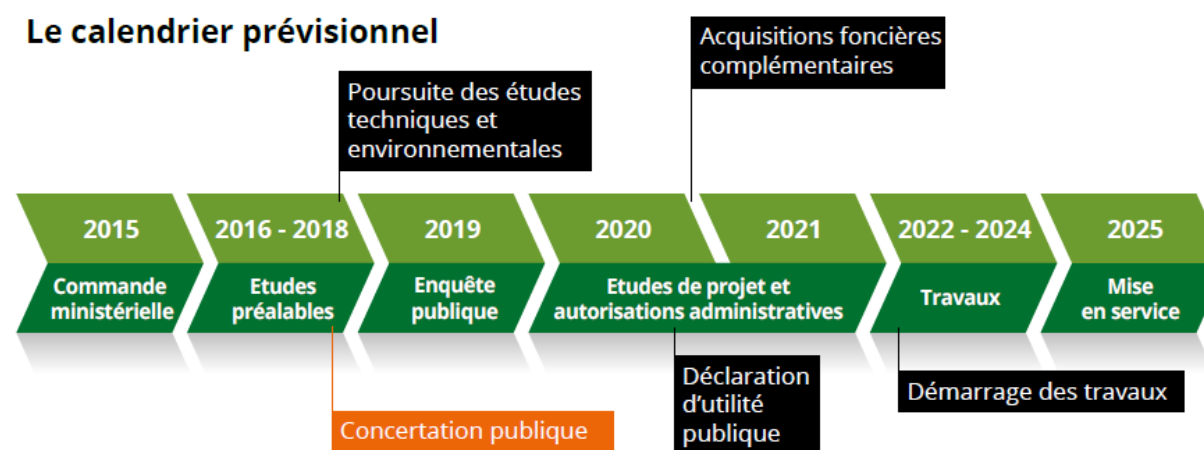 Le calendrier prévisionnel
Acquisitions foncières
complémentaires
Poursuite des études
techniques et
environnementales
2015
2016 - 2018
2019
2020
2021
2022 - 2024
2025
Commande
ministérielle
Etudes
préalables
Enquête
publique
Etudes de projet et
autorisations administratives
Travaux
Mise
en service
Concertation publique
Déclaration
d'utilité
publique
Démarrage des travaux